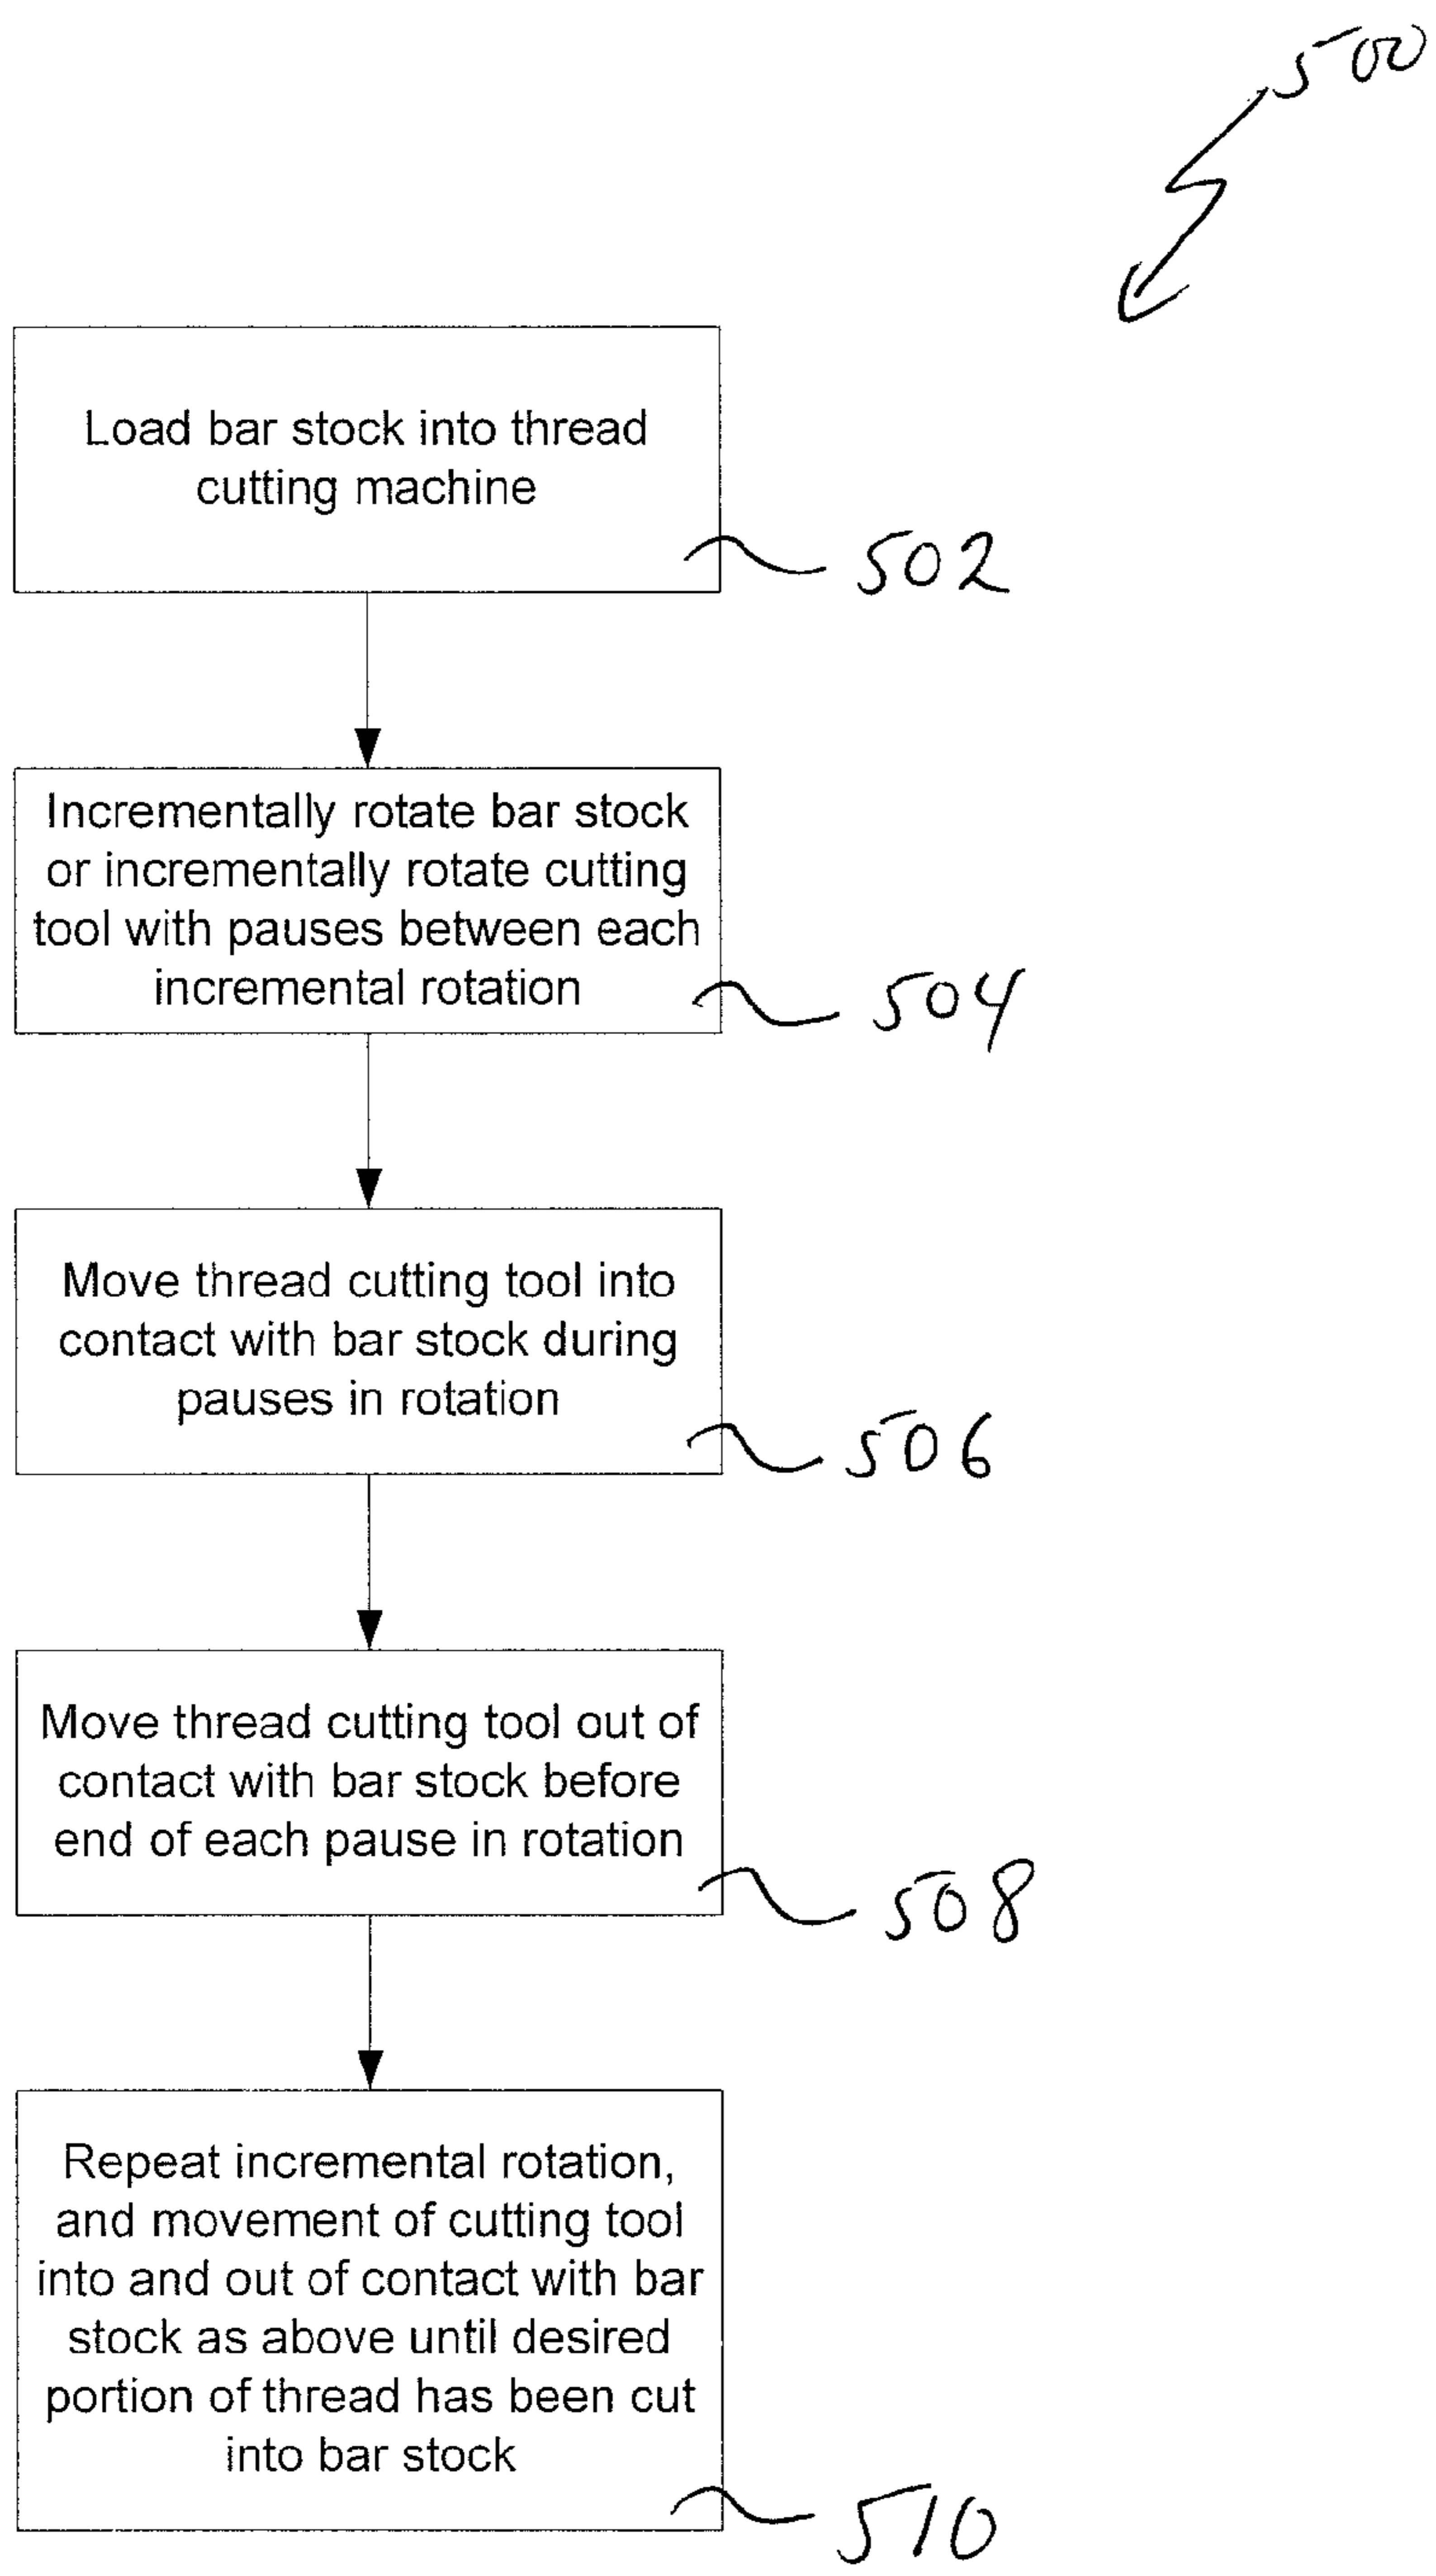 500
Load bar stock into thread
cutting machine
502
Incrementally rotate bar stock
or incrementally rotate cutting
tool with pauses between each
incremental rotation
504
Move thread cutting tool into
contact with bar stock during
pauses in rotation
506
Move thread cutting tool out of
contact with bar stock before
end of each pause in rotation
508
Repeat incremental rotation,
and movement of cutting tool
into and out of contact with bar
stock as above until desired
portion of thread has been cut
into bar stock
510